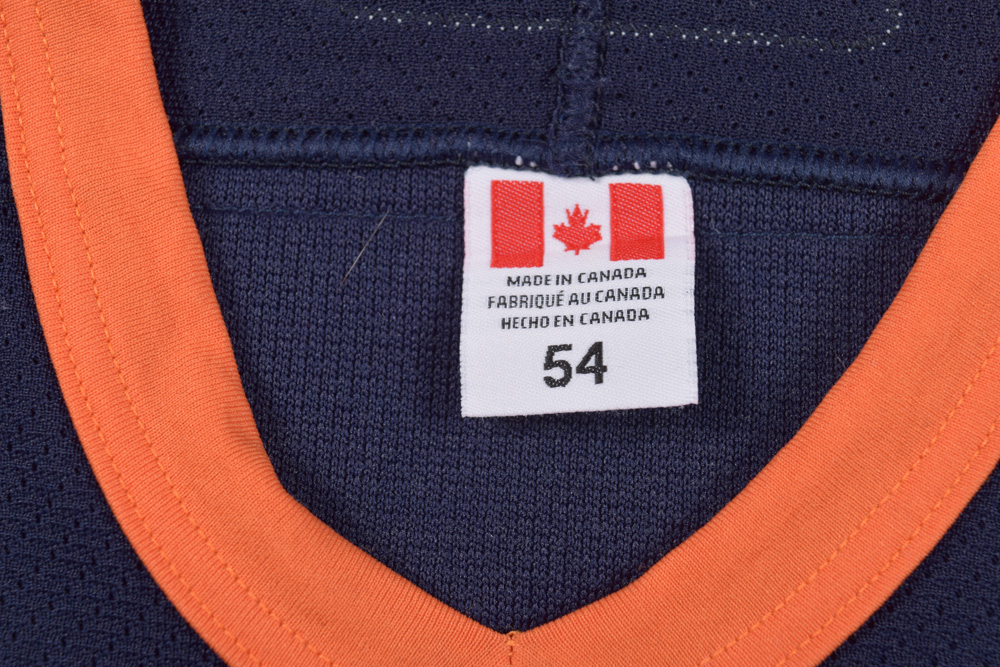 MADE IN CANADA
FABRIQUÉ AU CANADA
HECHO EN CANADA
54